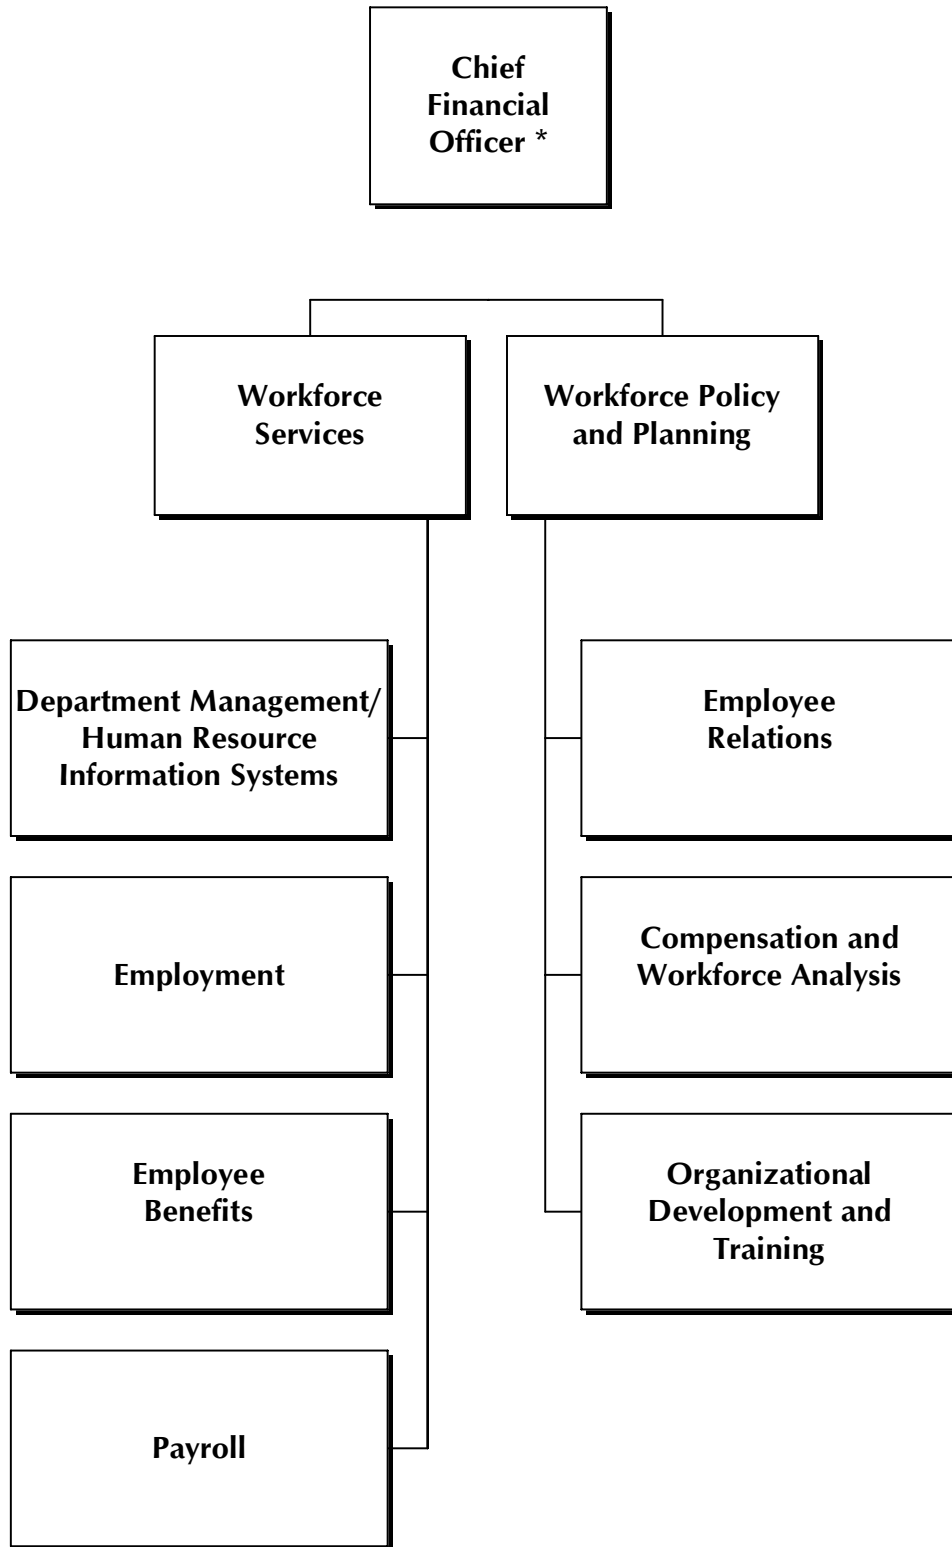 Chief
Financial
Officer *
Workforce
Services
Workforce Policy
and Planning
Department Management/
Human Resource
Information Systems
Employment
Employee
Benefits
Payroll
Employee
Relations
Compensation and
Workforce Analysis
Organizational
Development and
Training